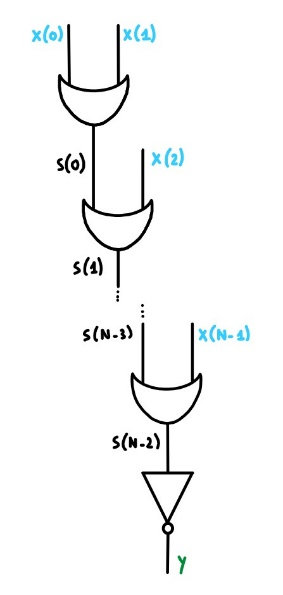 X(0) X(1)
S(0) X(2)
S(1)
S(N-3) X(N-1)
S(N-2)
Y